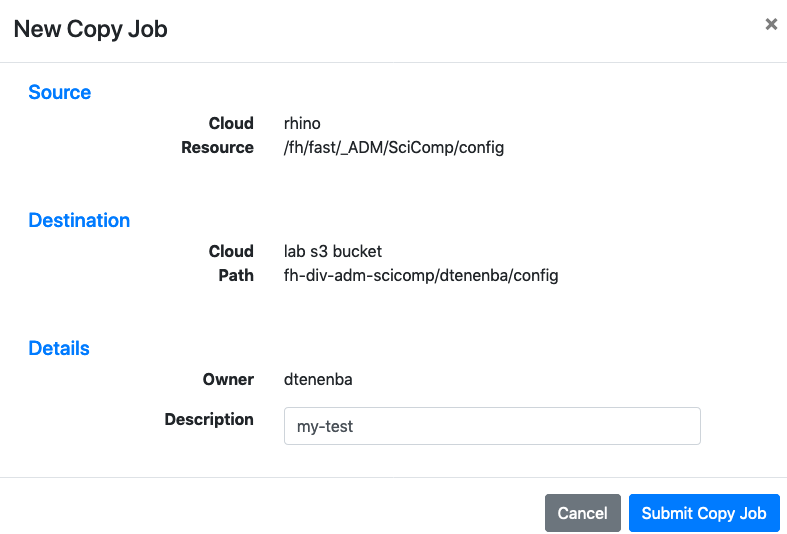 New Copy Job ×
Source
Cloud rhino
Resource /fh/fast/_ADM/SciComp/config
Destination
Cloud lab s3 bucket
Path fh-div-adm-scicomp/dtenenba/config
Details
Owner dtenenba
Description my-test
Cancel Submit Copy Job